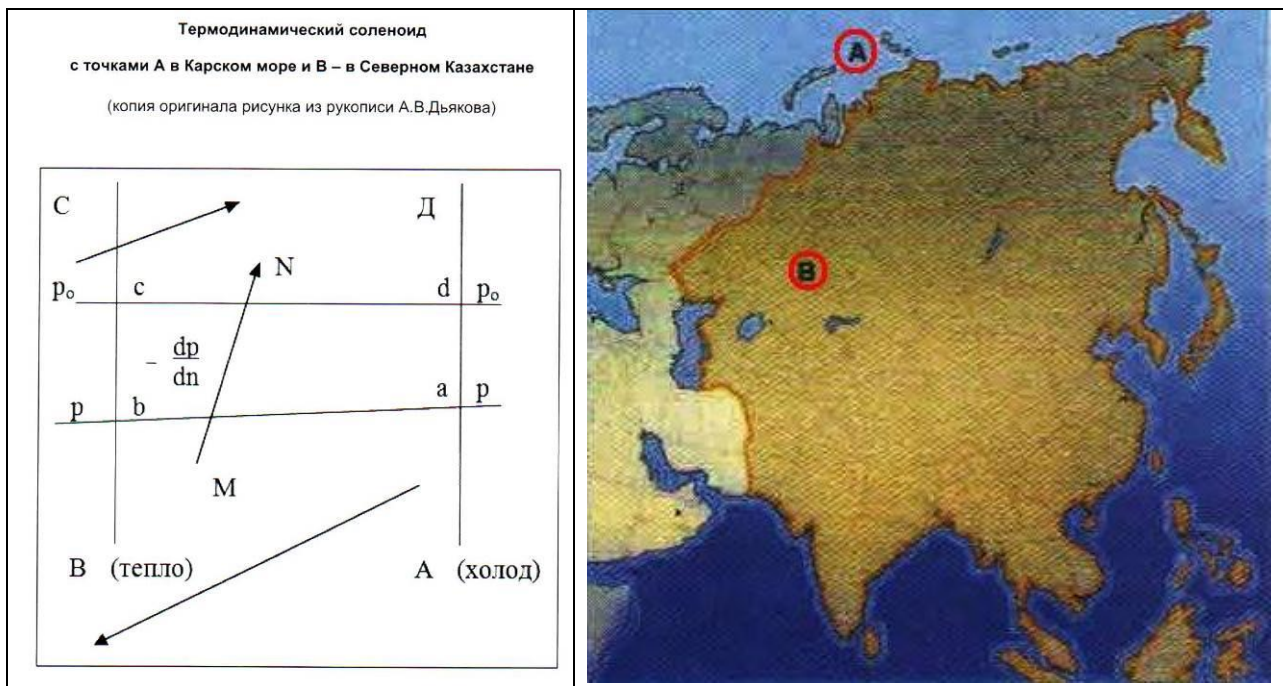 Термодинамический соленоид
с точками А в Карском море и В – в Северном Казахстане
(копия оригинала рисунка из рукописи А.В.Дьякова)
С Д
N
pₒ c d pₒ
- dp
dn
p b a p
M
В (тепло) А (холод)
A
B